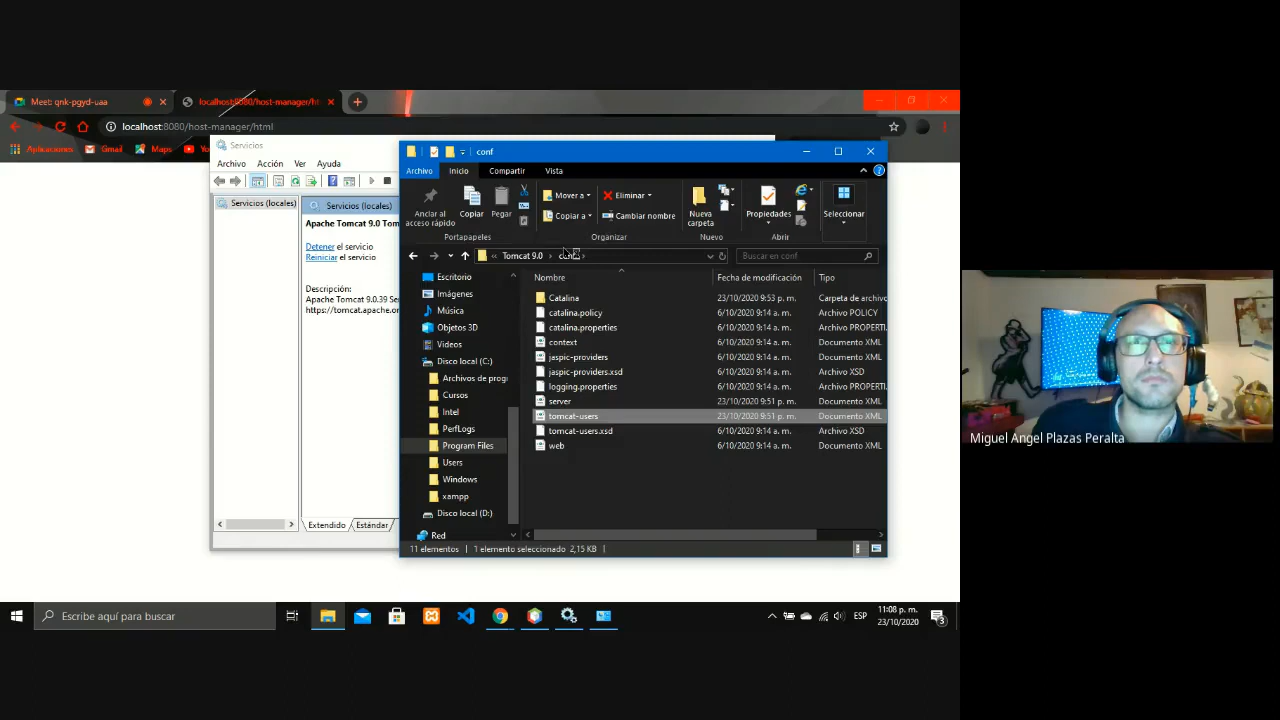 Meet: qnk-pgyd-uaa
localhost:8080/host-manager/ht
localhost:8080/host-manager/html
Aplicaciones
Gmail
Maps
Yo
Servicios
Archivo Acción Ver Ayuda
Servicios (locales)
Servicios (locales)
Apache Tomcat 9.0 Tom
Detener el servicio
Reiniciar el servicio
Descripción:
Apache Tomcat 9.0.39 Se
https://tomcat.apache.or
Extendido
Estándar
conf
Archivo Inicio Compartir Vista
Anclar al
acceso rápido
Copiar
Pegar
Mover a
Copiar a
Eliminar
Cambiar nombre
Nueva
carpeta
Propiedades
Seleccionar
Portapapeles
Organizar
Nuevo
Abrir
« Tomcat 9.0
Buscar en conf
Escritorio
Imágenes
Música
Objetos 3D
Videos
Disco local (C:)
Archivos de prog
Cursos
Intel
PerfLogs
Program Files
Users
Windows
xampp
Disco local (D:)
Red
Nombre Fecha de modificación Tipo
Catalina 23/10/2020 9:53 p. m. Carpeta de archivo
catalina.policy 6/10/2020 9:14 a. m. Archivo POLICY
catalina.properties 6/10/2020 9:14 a. m. Archivo PROPERTI
context 6/10/2020 9:14 a. m. Documento XML
jaspic-providers 6/10/2020 9:14 a. m. Documento XML
jaspic-providers.xsd 6/10/2020 9:14 a. m. Archivo XSD
logging.properties 6/10/2020 9:14 a. m. Archivo PROPERTI
server 23/10/2020 9:51 p. m. Documento XML
tomcat-users 23/10/2020 9:51 p. m. Documento XML
tomcat-users.xsd 6/10/2020 9:14 a. m. Archivo XSD
web 6/10/2020 9:14 a. m. Documento XML
11 elementos 1 elemento seleccionado 2,15 KB
Miguel Angel Plazas Peralta
Escribe aquí para buscar
ESP
11:08 p. m.
23/10/2020
3